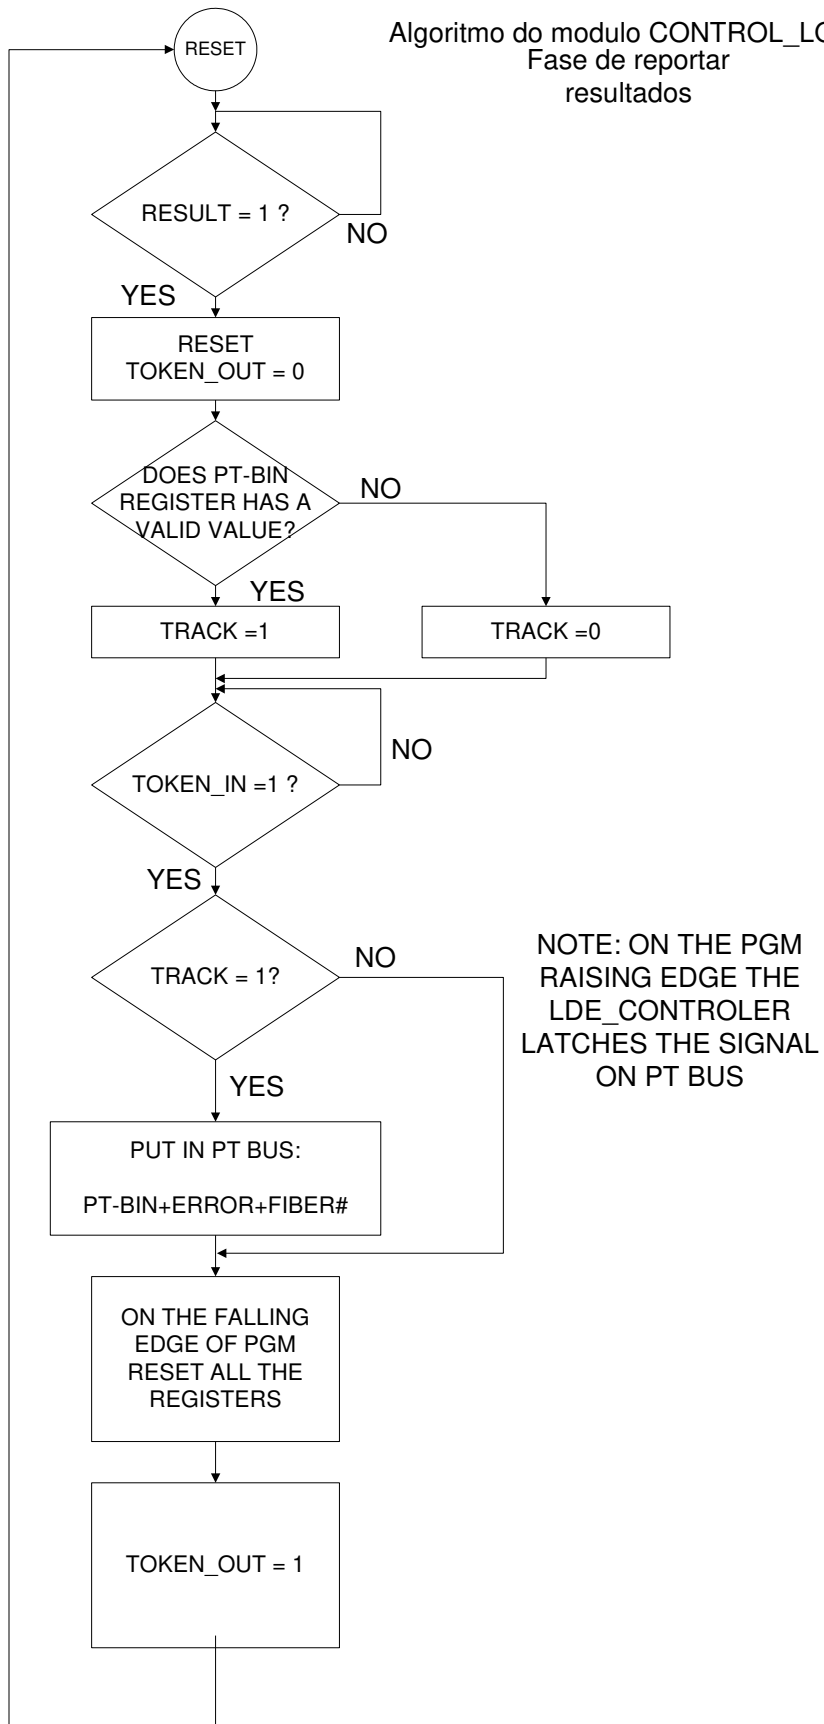 RESET
Algoritmo do modulo CONTROL_LO
Fase de reportar
resultados
RESULT = 1 ?
NO
YES
RESET
TOKEN_OUT = 0
DOES PT-BIN
REGISTER HAS A
VALID VALUE?
NO
YES
TRACK =1
TRACK =0
NO
TOKEN_IN =1 ?
YES
TRACK = 1?
NO
NOTE: ON THE PGM
RAISING EDGE THE
LDE_CONTROLER
LATCHES THE SIGNAL
ON PT BUS
YES
PUT IN PT BUS:
PT-BIN+ERROR+FIBER#
ON THE FALLING
EDGE OF PGM
RESET ALL THE
REGISTERS
TOKEN_OUT = 1